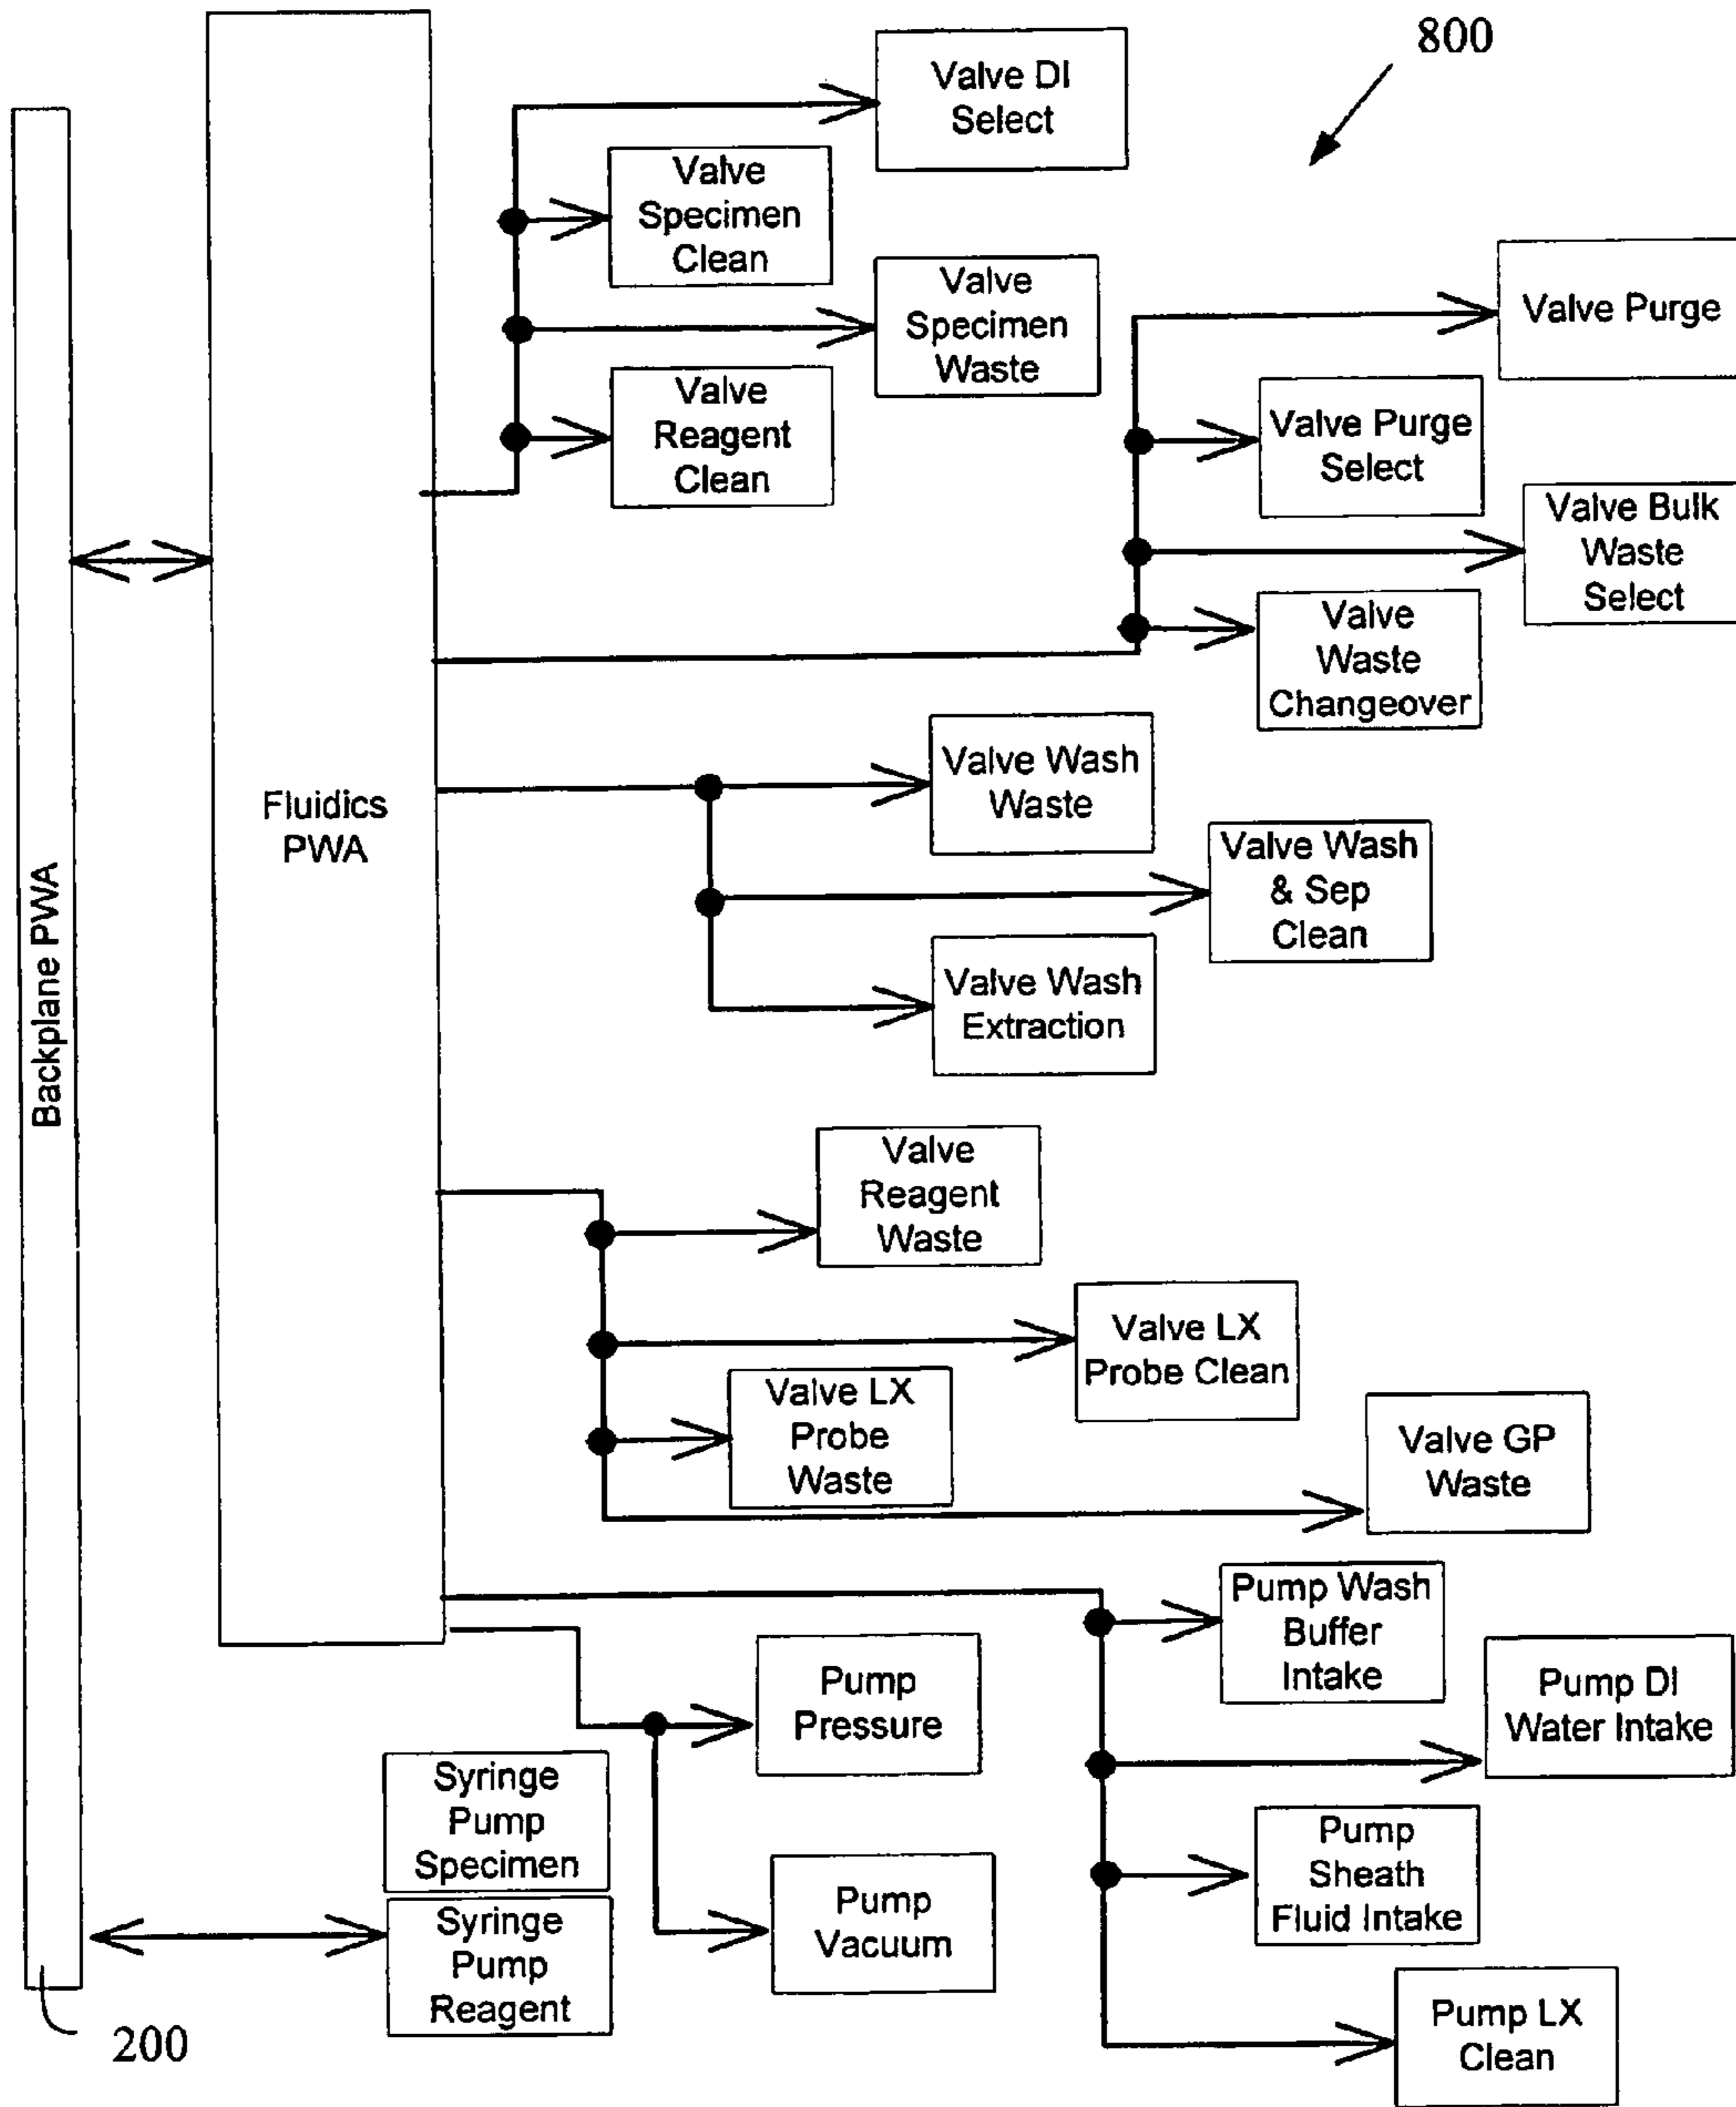 800
Valve DI
Select
Valve
Specimen
Clean
Valve
Specimen
Waste
Valve
Reagent
Clean
Valve Purge
Valve Purge
Select
Valve Bulk
Waste
Select
Valve
Waste
Changeover
Fluidics
PWA
Backplane PWA
Valve Wash
Waste
Valve Wash
& Sep
Clean
Valve Wash
Extraction
Valve
Reagent
Waste
Valve LX
Probe Clean
Valve LX
Probe
Waste
Valve GP
Waste
Pump Wash
Buffer
Intake
Pump DI
Water Intake
Pump
Pressure
Syringe
Pump
Specimen
Pump
Sheath
Fluid Intake
Syringe
Pump
Reagent
Pump
Vacuum
Pump LX
Clean
200